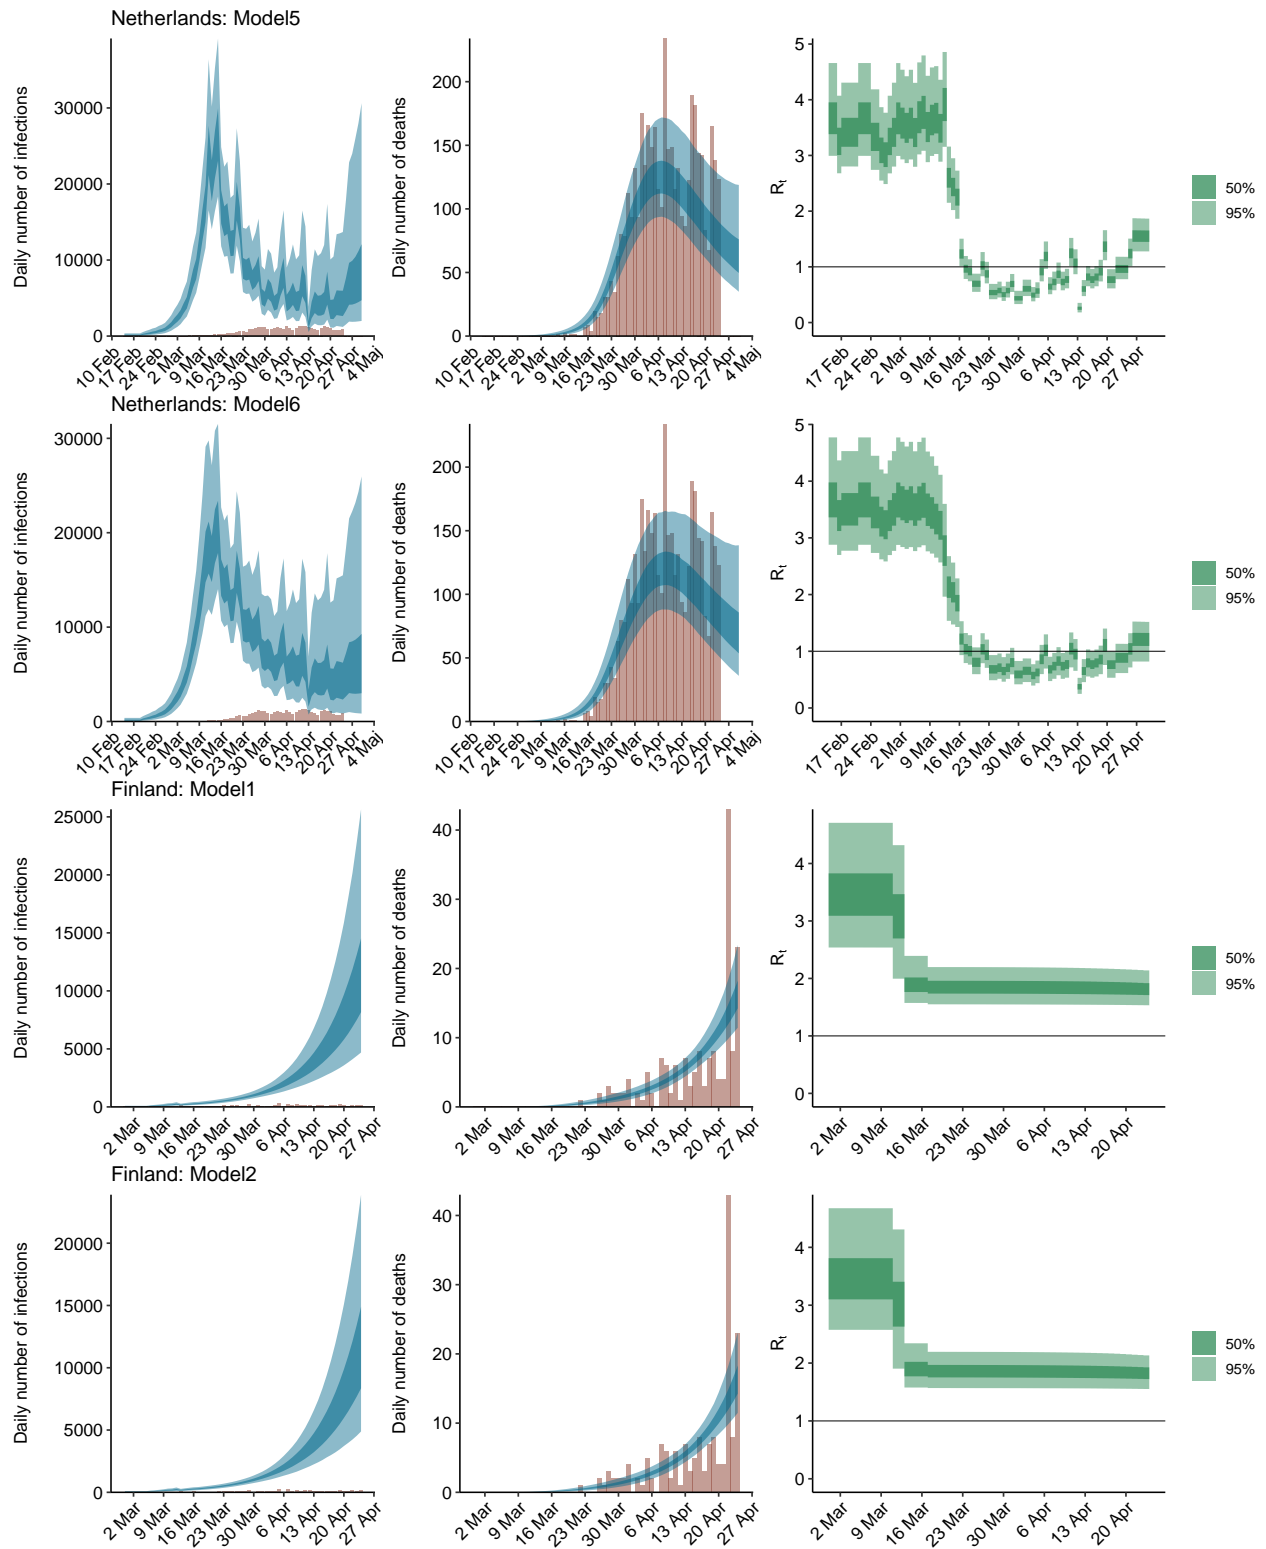 Netherlands: Model5
Daily number of infections
30000
20000
10000
0
10 Feb
17 Feb
24 Feb
2 Mar
9 Mar
16 Mar
23 Mar
30 Mar
6 Apr
13 Apr
20 Apr
27 Apr
4 Maj
Daily number of deaths
200
150
100
50
0
10 Feb
17 Feb
24 Feb
2 Mar
9 Mar
16 Mar
23 Mar
30 Mar
6 Apr
13 Apr
20 Apr
27 Apr
4 Maj
Rt
5
4
3
2
1
0
17 Feb
24 Feb
2 Mar
9 Mar
16 Mar
23 Mar
30 Mar
6 Apr
13 Apr
20 Apr
27 Apr
50%
95%
Netherlands: Model6
Daily number of infections
30000
20000
10000
0
10 Feb
17 Feb
24 Feb
2 Mar
9 Mar
16 Mar
23 Mar
30 Mar
6 Apr
13 Apr
20 Apr
27 Apr
4 Maj
Daily number of deaths
200
150
100
50
0
10 Feb
17 Feb
24 Feb
2 Mar
9 Mar
16 Mar
23 Mar
30 Mar
6 Apr
13 Apr
20 Apr
27 Apr
4 Maj
Rt
5
4
3
2
1
0
17 Feb
24 Feb
2 Mar
9 Mar
16 Mar
23 Mar
30 Mar
6 Apr
13 Apr
20 Apr
27 Apr
50%
95%
Finland: Model1
Daily number of infections
25000
20000
15000
10000
5000
0
2 Mar
9 Mar
16 Mar
23 Mar
30 Mar
6 Apr
13 Apr
20 Apr
27 Apr
Daily number of deaths
40
30
20
10
0
2 Mar
9 Mar
16 Mar
23 Mar
30 Mar
6 Apr
13 Apr
20 Apr
27 Apr
Rt
4
3
2
1
0
2 Mar
9 Mar
16 Mar
23 Mar
30 Mar
6 Apr
13 Apr
20 Apr
50%
95%
Finland: Model2
Daily number of infections
20000
15000
10000
5000
0
2 Mar
9 Mar
16 Mar
23 Mar
30 Mar
6 Apr
13 Apr
20 Apr
27 Apr
Daily number of deaths
40
30
20
10
0
2 Mar
9 Mar
16 Mar
23 Mar
30 Mar
6 Apr
13 Apr
20 Apr
27 Apr
Rt
4
3
2
1
0
2 Mar
9 Mar
16 Mar
23 Mar
30 Mar
6 Apr
13 Apr
20 Apr
50%
95%